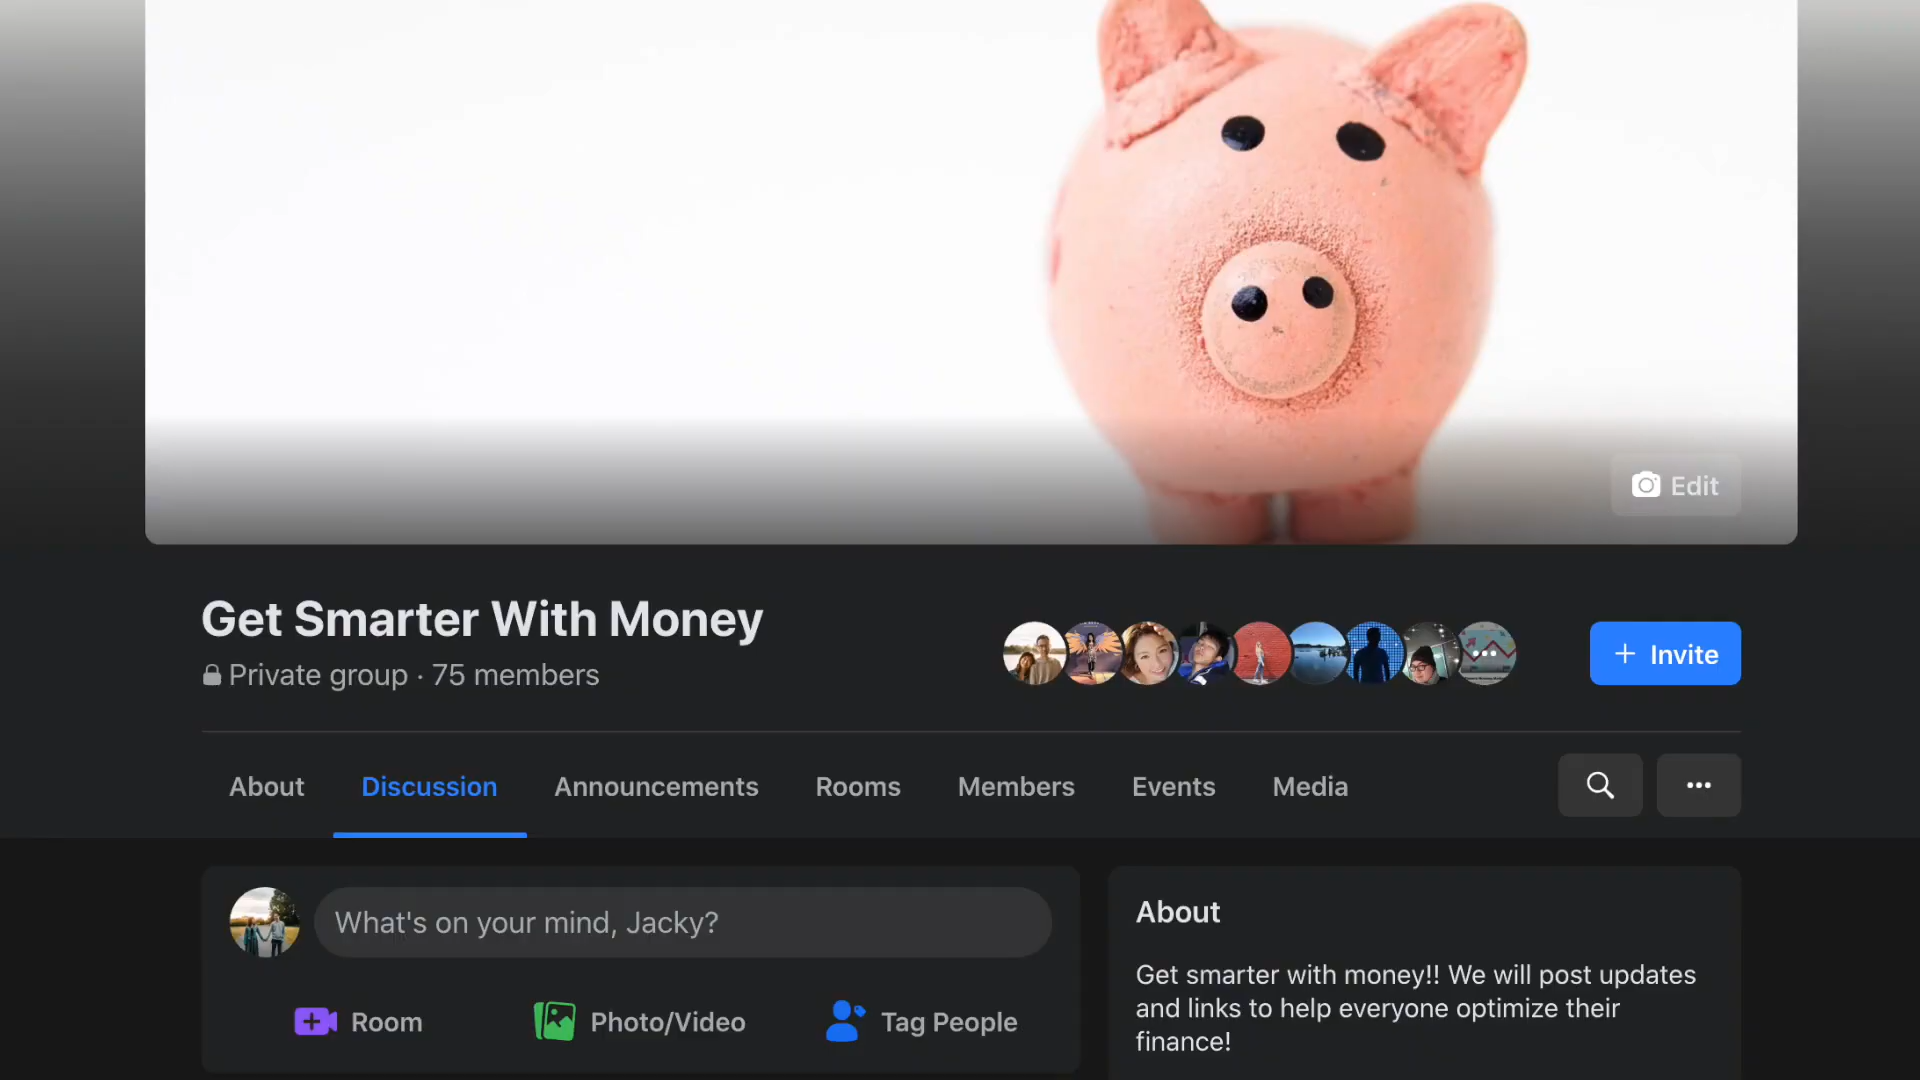 Edit
Get Smarter With Money
Private group · 75 members
+ Invite
About
Discussion
Announcements
Rooms
Members
Events
Media
What's on your mind, Jacky?
Room
Photo/Video
Tag People
About
Get smarter with money!! We will post updates
and links to help everyone optimize their
finance!